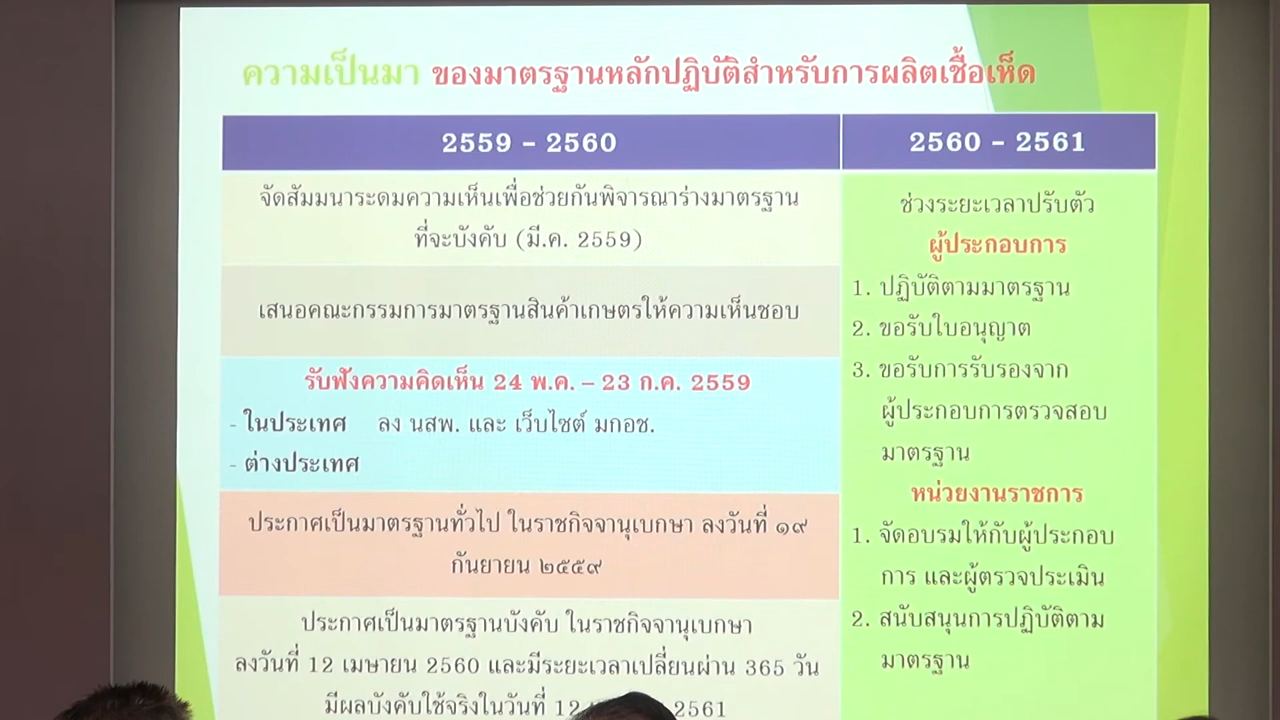 ความเป็นมา ของมาตรฐานหลักปฏิบัติสำหรับการผลิตเชื้อเห็ด
2559 – 2560
จัดสัมมนาระดมความเห็นเพื่อช่วยกันพิจารณาร่างมาตรฐาน
ที่จะบังคับ (มี.ค. 2559)
เสนอคณะกรรมการมาตรฐานสินค้าเกษตรให้ความเห็นชอบ
รับฟังความคิดเห็น 24 พ.ค. – 23 ก.ค. 2559
- ในประเทศ ลง นสพ. และ เว็บไซต์ มกอช.
- ต่างประเทศ
ประกาศเป็นมาตรฐานทั่วไป ในราชกิจจานุเบกษา ลงวันที่ ๑๙
กันยายน ๒๕๕๙
ประกาศเป็นมาตรฐานบังคับ ในราชกิจจานุเบกษา
ลงวันที่ 12 เมษายน 2560 และมีระยะเวลาเปลี่ยนผ่าน 365 วัน
มีผลบังคับใช้จริงในวันที่ 12 2561
2560 – 2561
ช่วงระยะเวลาปรับตัว
ผู้ประกอบการ
1. ปฏิบัติตามมาตรฐาน
2. ขอรับใบอนุญาต
3. ขอรับการรับรองจาก
ผู้ประกอบการตรวจสอบ
มาตรฐาน
หน่วยงานราชการ
1. จัดอบรมให้กับผู้ประกอบ
การ และผู้ตรวจประเมิน
2. สนับสนุนการปฏิบัติตาม
มาตรฐาน